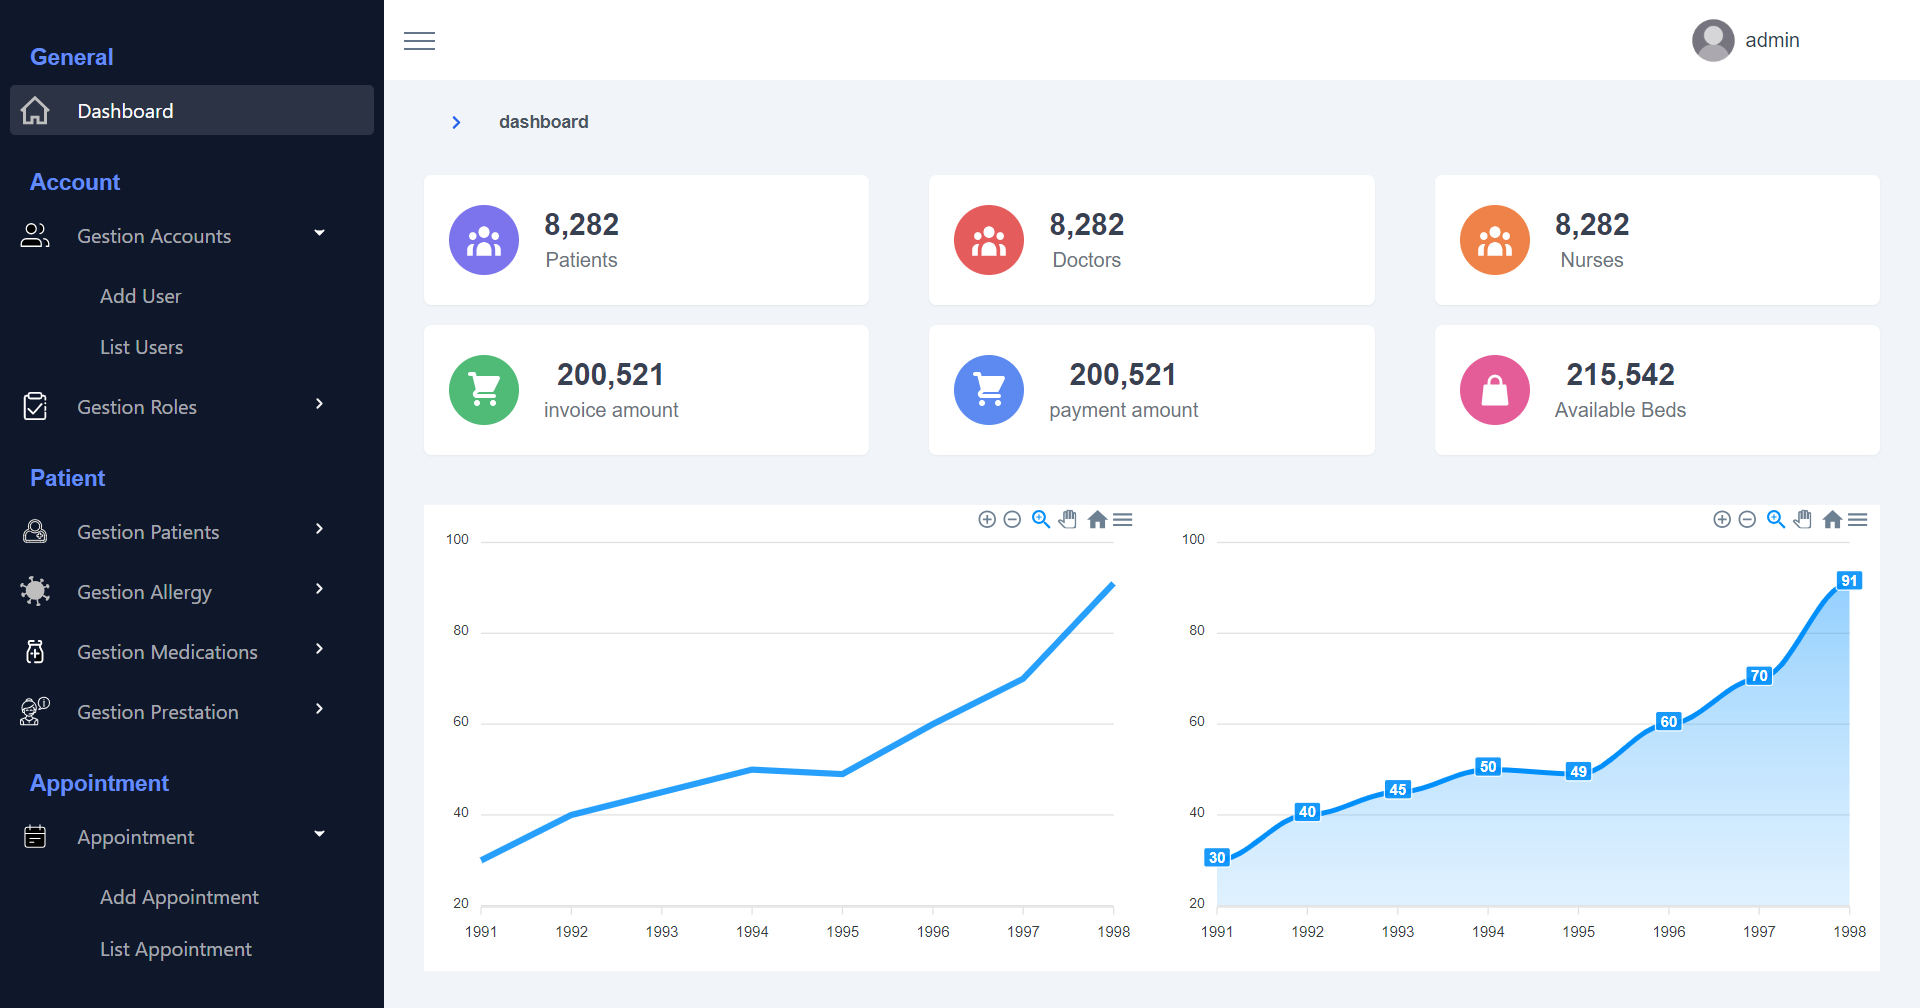 General
Dashboard
Account
Gestion Accounts
Add User
List Users
Gestion Roles
Patient
Gestion Patients
Gestion Allergy
Gestion Medications
Gestion Prestation
Appointment
Appointment
Add Appointment
List Appointment
admin
dashboard
8,282
Patients
8,282
Doctors
8,282
Nurses
200,521
invoice amount
200,521
payment amount
215,542
Available Beds
100
80
60
40
20
1991 1992 1993 1994 1995 1996 1997 1998
100
80
60
40
20
30 40 45 50 49 60 70 91
1991 1992 1993 1994 1995 1996 1997 1998